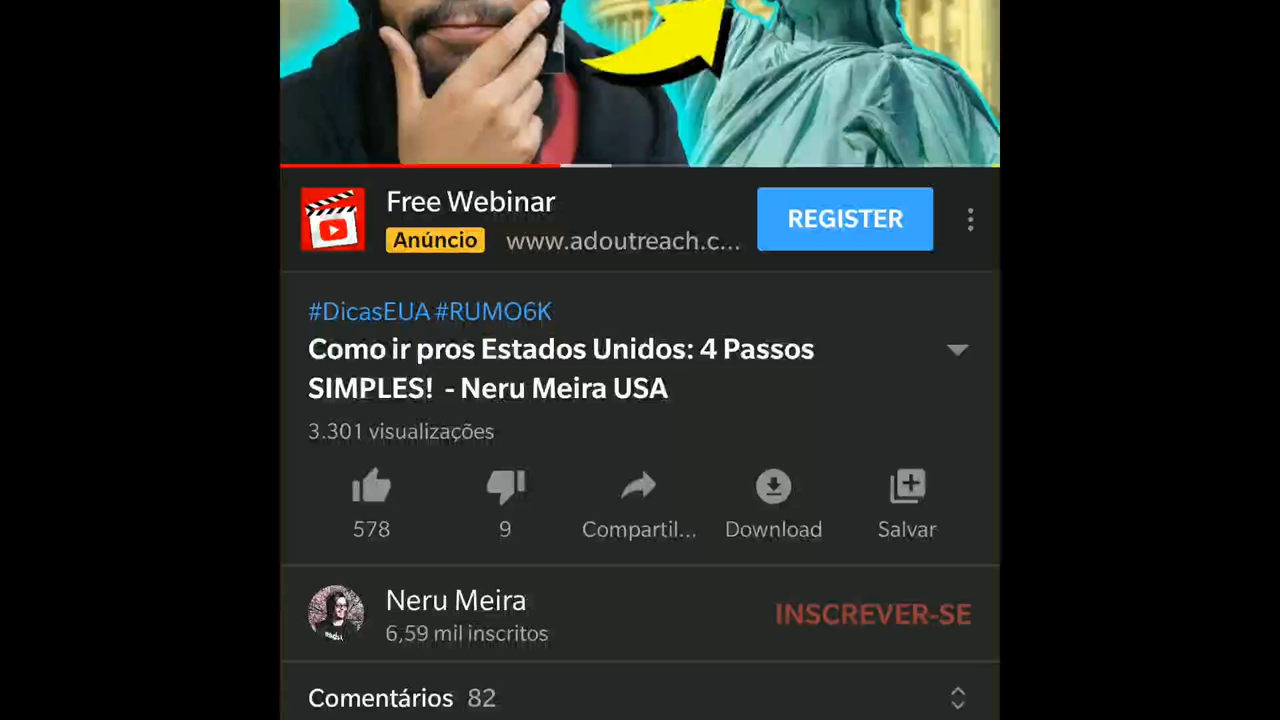 Free Webinar
REGISTER
Anúncio www.adoutreach.c...
#DicasEUA #RUMO6K
Como ir pros Estados Unidos: 4 Passos
SIMPLES! - Neru Meira USA
3.301 visualizações
578 9 Compartil... Download Salvar
Neru Meira
6,59 mil inscritos
INSCREVER-SE
Comentários 82